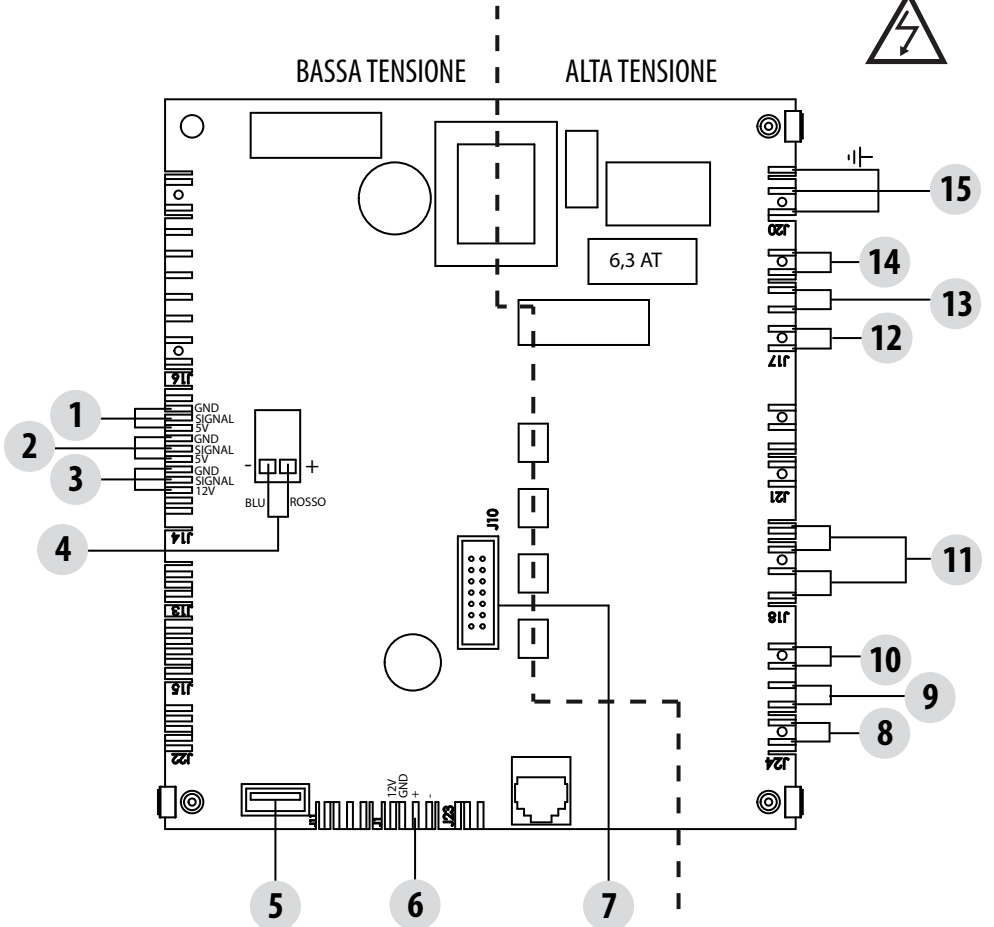 BASSA TENSIONE
ALTA TENSIONE
6,3 AT
J20
15
14
13
12
J17
J16
1
2
3
GND
SIGNAL
5V
GND
SIGNAL
5V
GND
SIGNAL
12V
- +
BLU ROSSO
4
J14
J10
J21
11
J18
J13
J15
J22
10
9
8
J24
12V
GND
+
-
J11
J1
J23
5
6
7